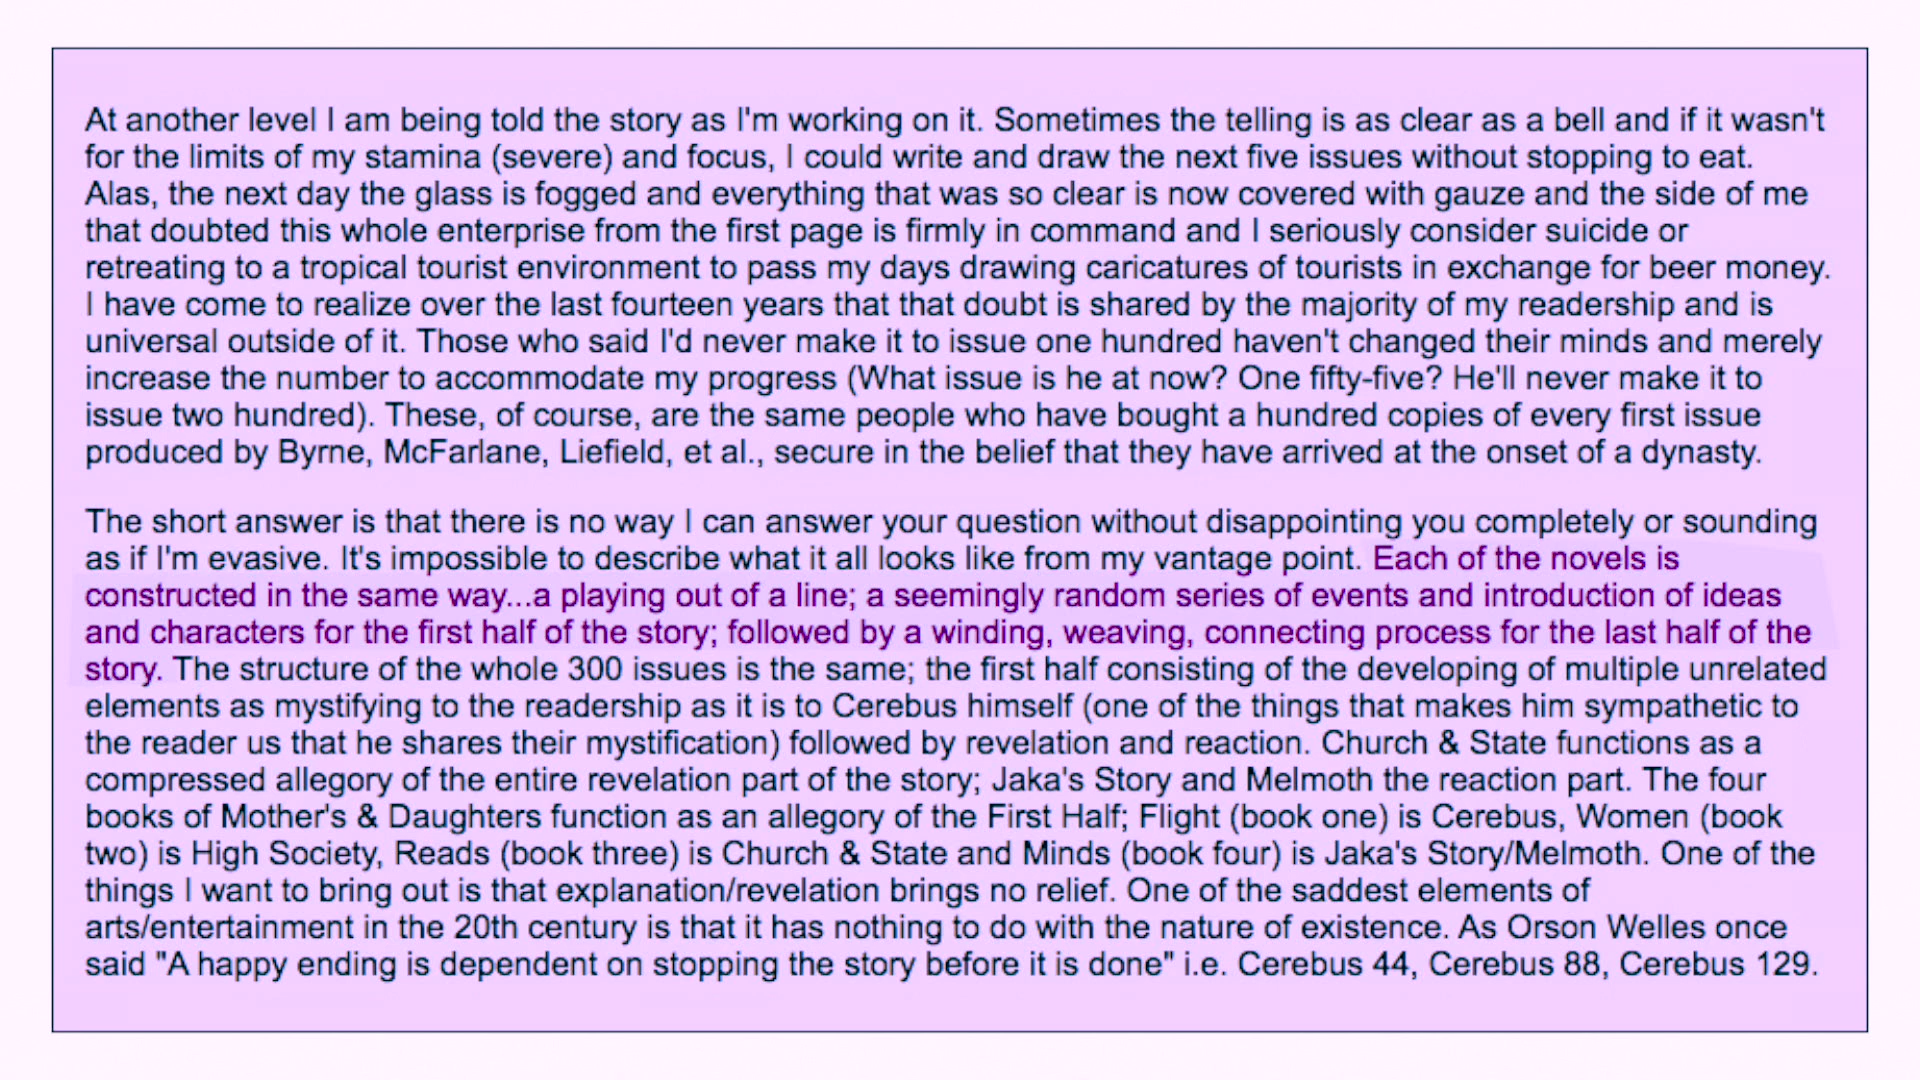 At another level I am being told the story as I'm working on it. Sometimes the telling is as clear as a bell and if it wasn't
for the limits of my stamina (severe) and focus, I could write and draw the next five issues without stopping to eat.
Alas, the next day the glass is fogged and everything that was so clear is now covered with gauze and the side of me
that doubted this whole enterprise from the first page is firmly in command and I seriously consider suicide or
retreating to a tropical tourist environment to pass my days drawing caricatures of tourists in exchange for beer money.
I have come to realize over the last fourteen years that that doubt is shared by the majority of my readership and is
universal outside of it. Those who said I'd never make it to issue one hundred haven't changed their minds and merely
increase the number to accommodate my progress (What issue is he at now? One fifty-five? He'll never make it to
issue two hundred). These, of course, are the same people who have bought a hundred copies of every first issue
produced by Byrne, McFarlane, Liefield, et al., secure in the belief that they have arrived at the onset of a dynasty.
The short answer is that there is no way I can answer your question without disappointing you completely or sounding
as if I'm evasive. It's impossible to describe what it all looks like from my vantage point. Each of the novels is
constructed in the same way...a playing out of a line; a seemingly random series of events and introduction of ideas
and characters for the first half of the story; followed by a winding, weaving, connecting process for the last half of the
story. The structure of the whole 300 issues is the same; the first half consisting of the developing of multiple unrelated
elements as mystifying to the readership as it is to Cerebus himself (one of the things that makes him sympathetic to
the reader us that he shares their mystification) followed by revelation and reaction. Church & State functions as a
compressed allegory of the entire revelation part of the story; Jaka's Story and Melmoth the reaction part. The four
books of Mother's & Daughters function as an allegory of the First Half; Flight (book one) is Cerebus, Women (book
two) is High Society, Reads (book three) is Church & State and Minds (book four) is Jaka's Story/Melmoth. One of the
things I want to bring out is that explanation/revelation brings no relief. One of the saddest elements of
arts/entertainment in the 20th century is that it has nothing to do with the nature of existence. As Orson Welles once
said "A happy ending is dependent on stopping the story before it is done" i.e. Cerebus 44, Cerebus 88, Cerebus 129.